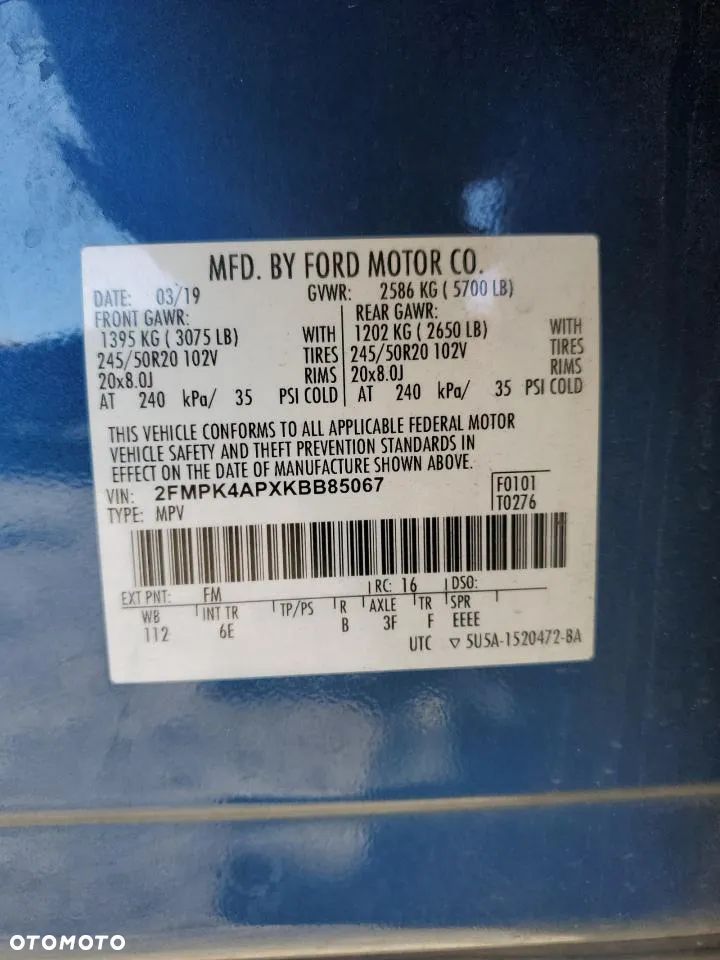 MFD. BY FORD MOTOR CO.
DATE: 03/19 GVWR: 2586 KG ( 5700 LB)
FRONT GAWR: REAR GAWR:
1395 KG ( 3075 LB) WITH 1202 KG ( 2650 LB) WITH
245/50R20 102V TIRES 245/50R20 102V TIRES
20x8.0J RIMS 20x8.0J RIMS
AT 240 kPa/ 35 PSI COLD AT 240 kPa/ 35 PSI COLD
THIS VEHICLE CONFORMS TO ALL APPLICABLE FEDERAL MOTOR
VEHICLE SAFETY AND THEFT PREVENTION STANDARDS IN
EFFECT ON THE DATE OF MANUFACTURE SHOWN ABOVE.
VIN: 2FMPK4APXKBB85067 F0101
TYPE: MPV T0276
EXT PNT: FM RC: 16 DSO:
WB INT TR TP/PS R AXLE TR SPR
112 6E B 3F F EEEE
UTC ▽ 5U5A-1520472-BA
OTOMOTO